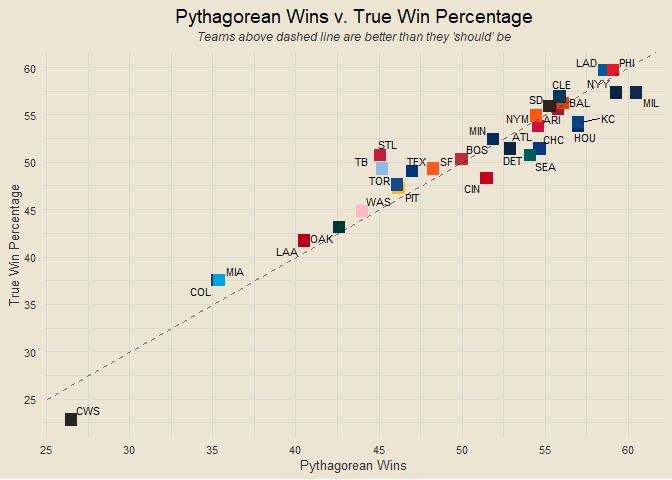 Pythagorean Wins v. True Win Percentage
Teams above dashed line are better than they 'should' be
True Win Percentage
60
55
50
45
40
35
30
25
LAD
PHI
CLE
NYY
SD
BAL
MIL
NYM
ARI
KC
MIN
ATL
HOU
STL
BOS
CHC
TB
TEX
SF
DET
SEA
TOR
CIN
WAS
PIT
OAK
LAA
MIA
COL
CWS
25
30
35
40
45
50
55
60
Pythagorean Wins